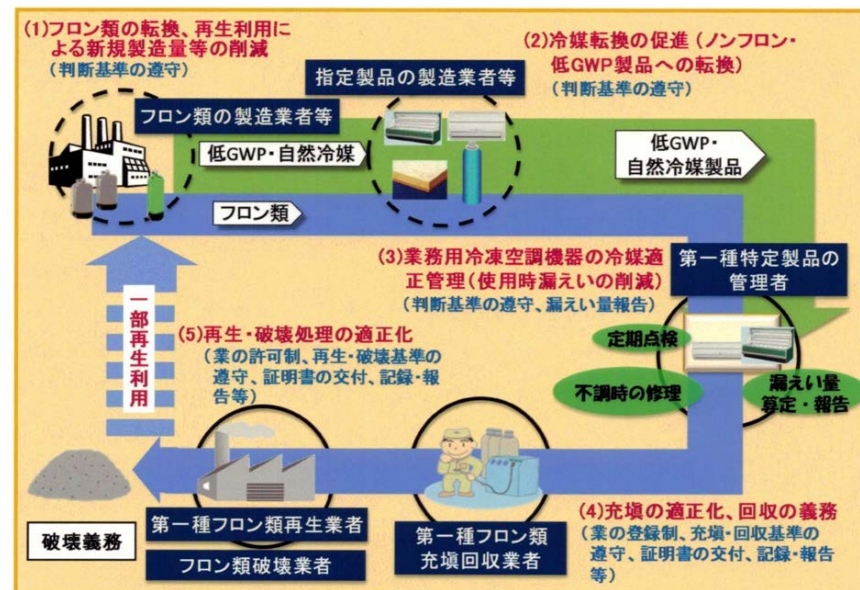 (1)フロン類の転換、再生利用に
よる新規製造量等の削減
(判断基準の遵守)
(2)冷媒転換の促進(ノンフロン・
低GWP製品への転換)
(判断基準の遵守)
指定製品の製造業者等
フロン類の製造業者等
低GWP・自然冷媒
低GWP・
自然冷媒製品
フロン類
(3)業務用冷凍空調機器の冷媒適
正管理(使用時漏えいの削減)
(判断基準の遵守、漏えい量報告)
第一種特定製品の
管理者
定期点検
不調時の修理
漏えい量
算定・報告
一部再生利用
(5)再生・破壊処理の適正化
(業の許可制、再生・破壊基準の
遵守、証明書の交付、記録・報
告等)
(4)充塡の適正化、回収の義務
(業の登録制、充塡・回収基準の
遵守、証明書の交付、記録・報告
等)
破壊義務
第一種フロン類再生業者
フロン類破壊業者
第一種フロン類
充塡回収業者